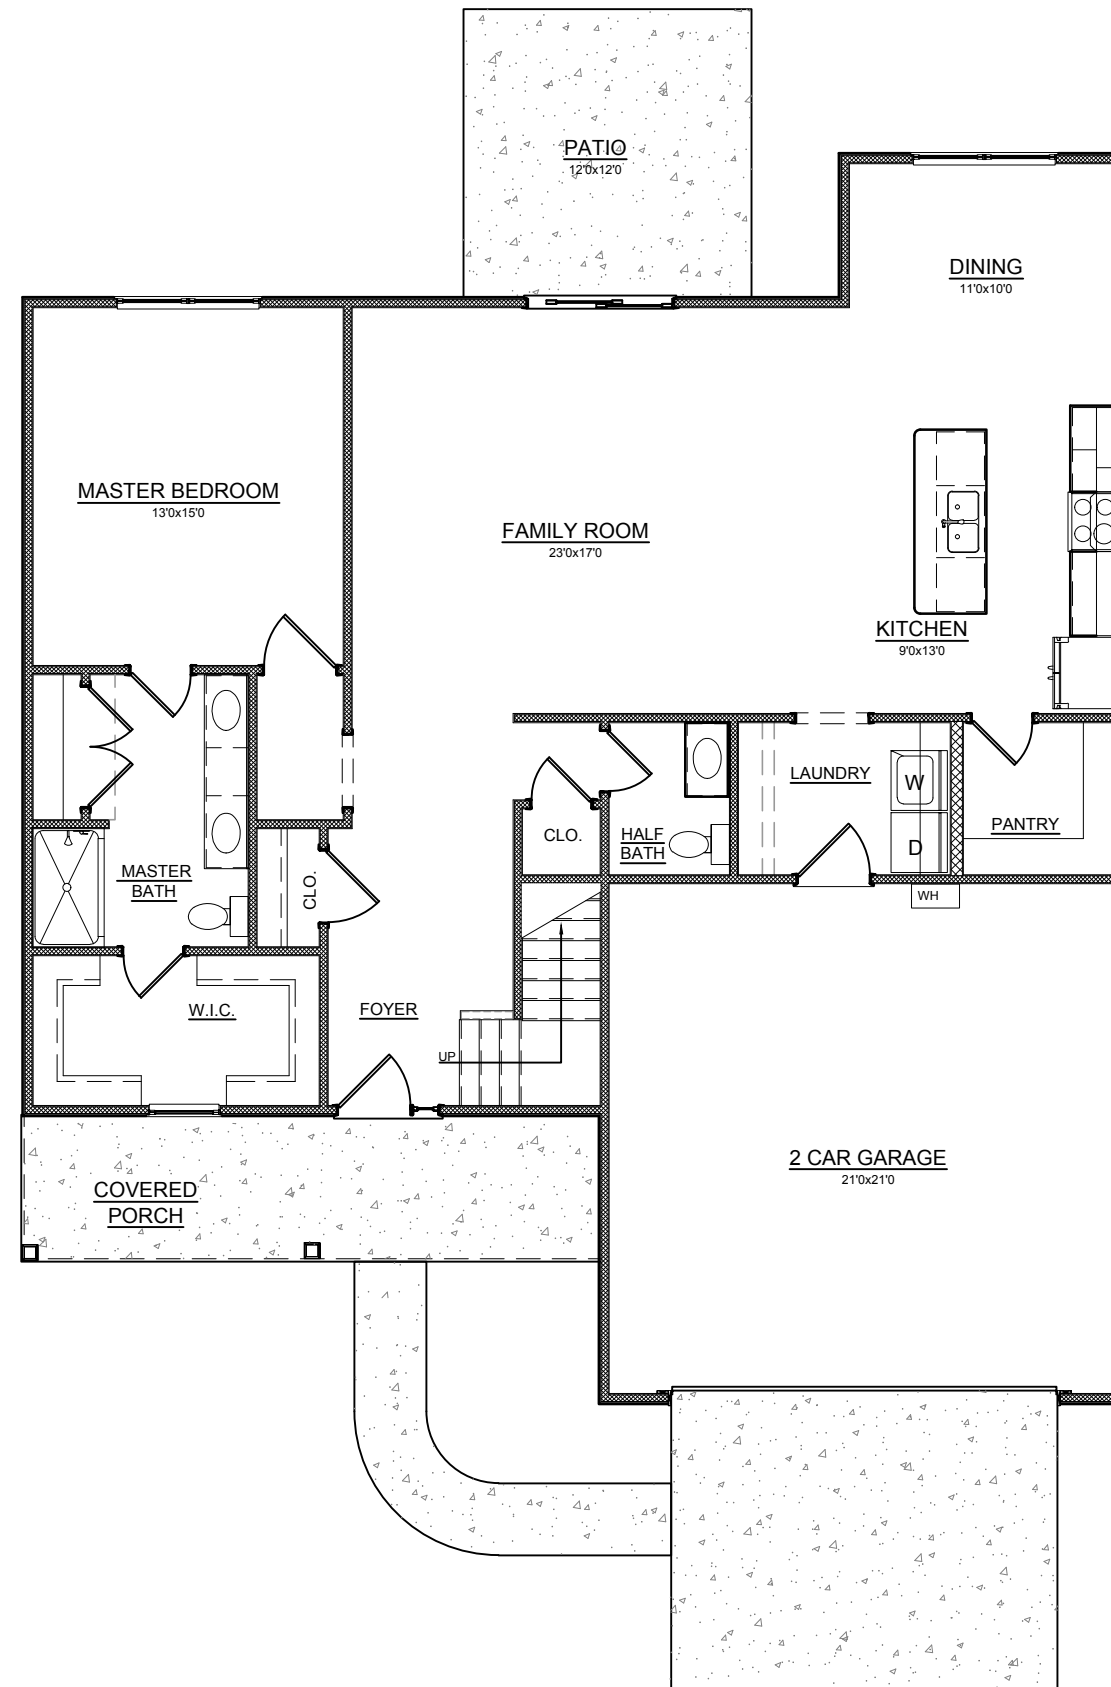 PATIO
12'0x12'0
DINING
11'0x10'0
MASTER BEDROOM
13'0x15'0
FAMILY ROOM
23'0x17'0
KITCHEN
9'0x13'0
LAUNDRY
W
D
PANTRY
CLO.
HALF
BATH
MASTER
BATH
CLO.
WH
W.I.C.
FOYER
UP
2 CAR GARAGE
21'0x21'0
COVERED
PORCH